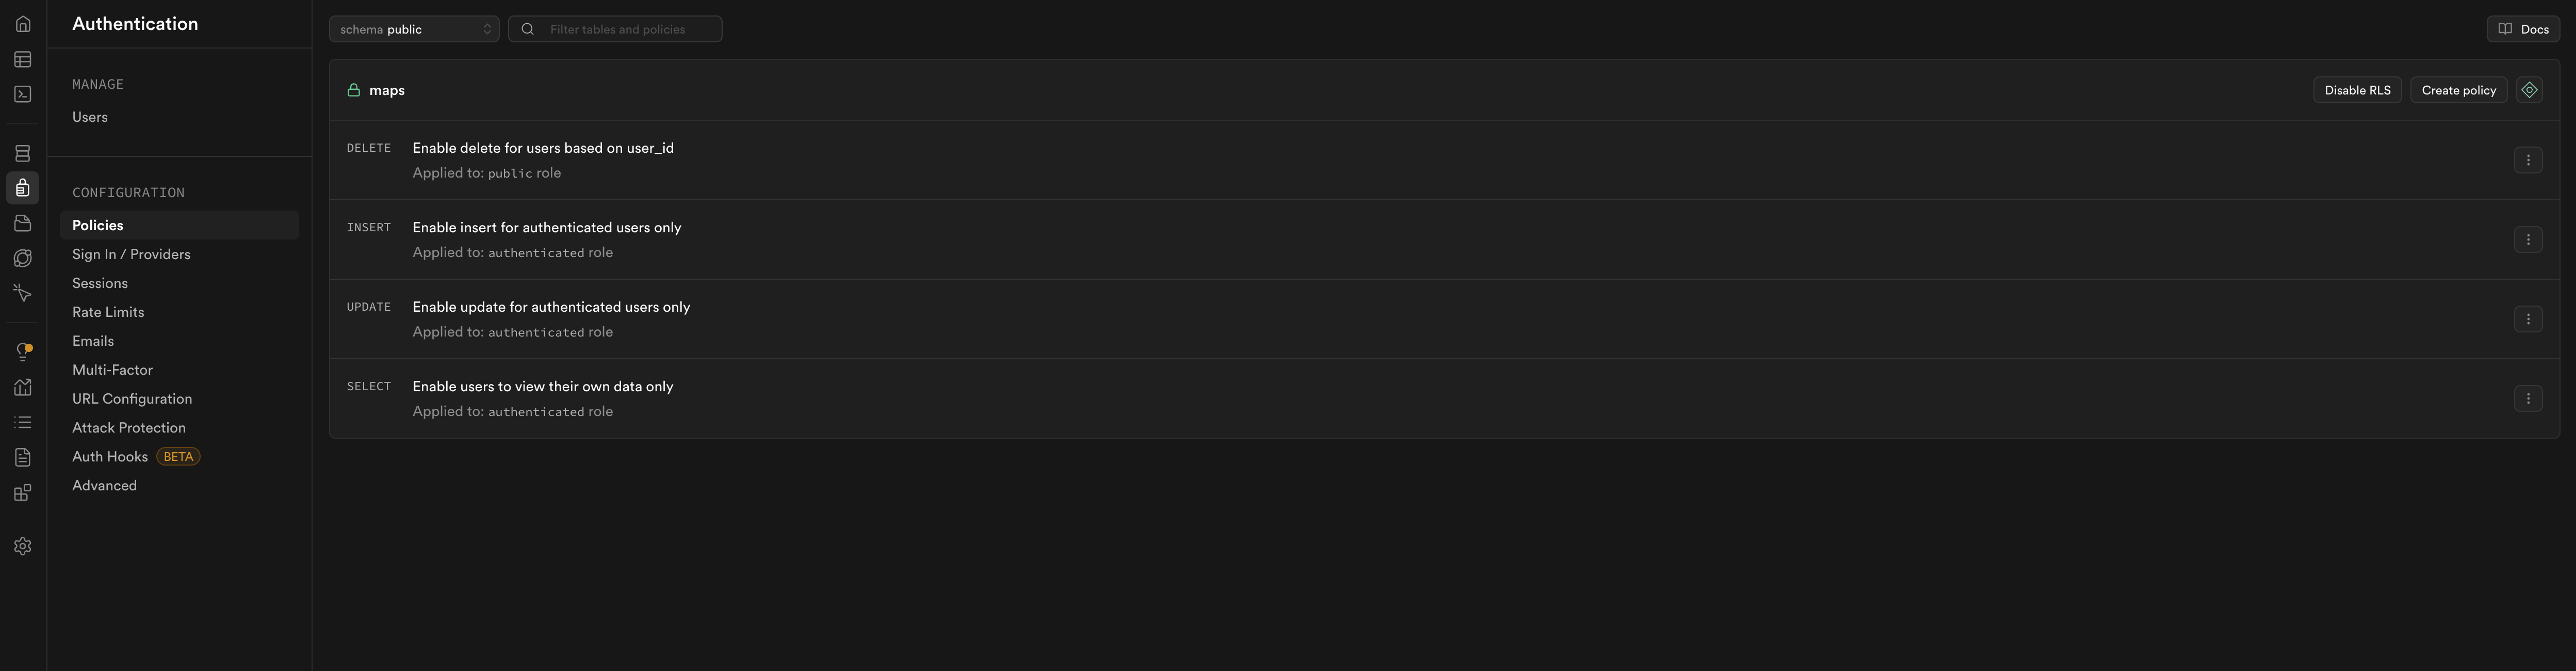 Authentication
MANAGE
Users
CONFIGURATION
Policies
Sign In / Providers
Sessions
Rate Limits
Emails
Multi-Factor
URL Configuration
Attack Protection
Auth Hooks BETA
Advanced
schema public
Filter tables and policies
Docs
maps
Disable RLS
Create policy
DELETE Enable delete for users based on user_id
Applied to: public role
INSERT Enable insert for authenticated users only
Applied to: authenticated role
UPDATE Enable update for authenticated users only
Applied to: authenticated role
SELECT Enable users to view their own data only
Applied to: authenticated role